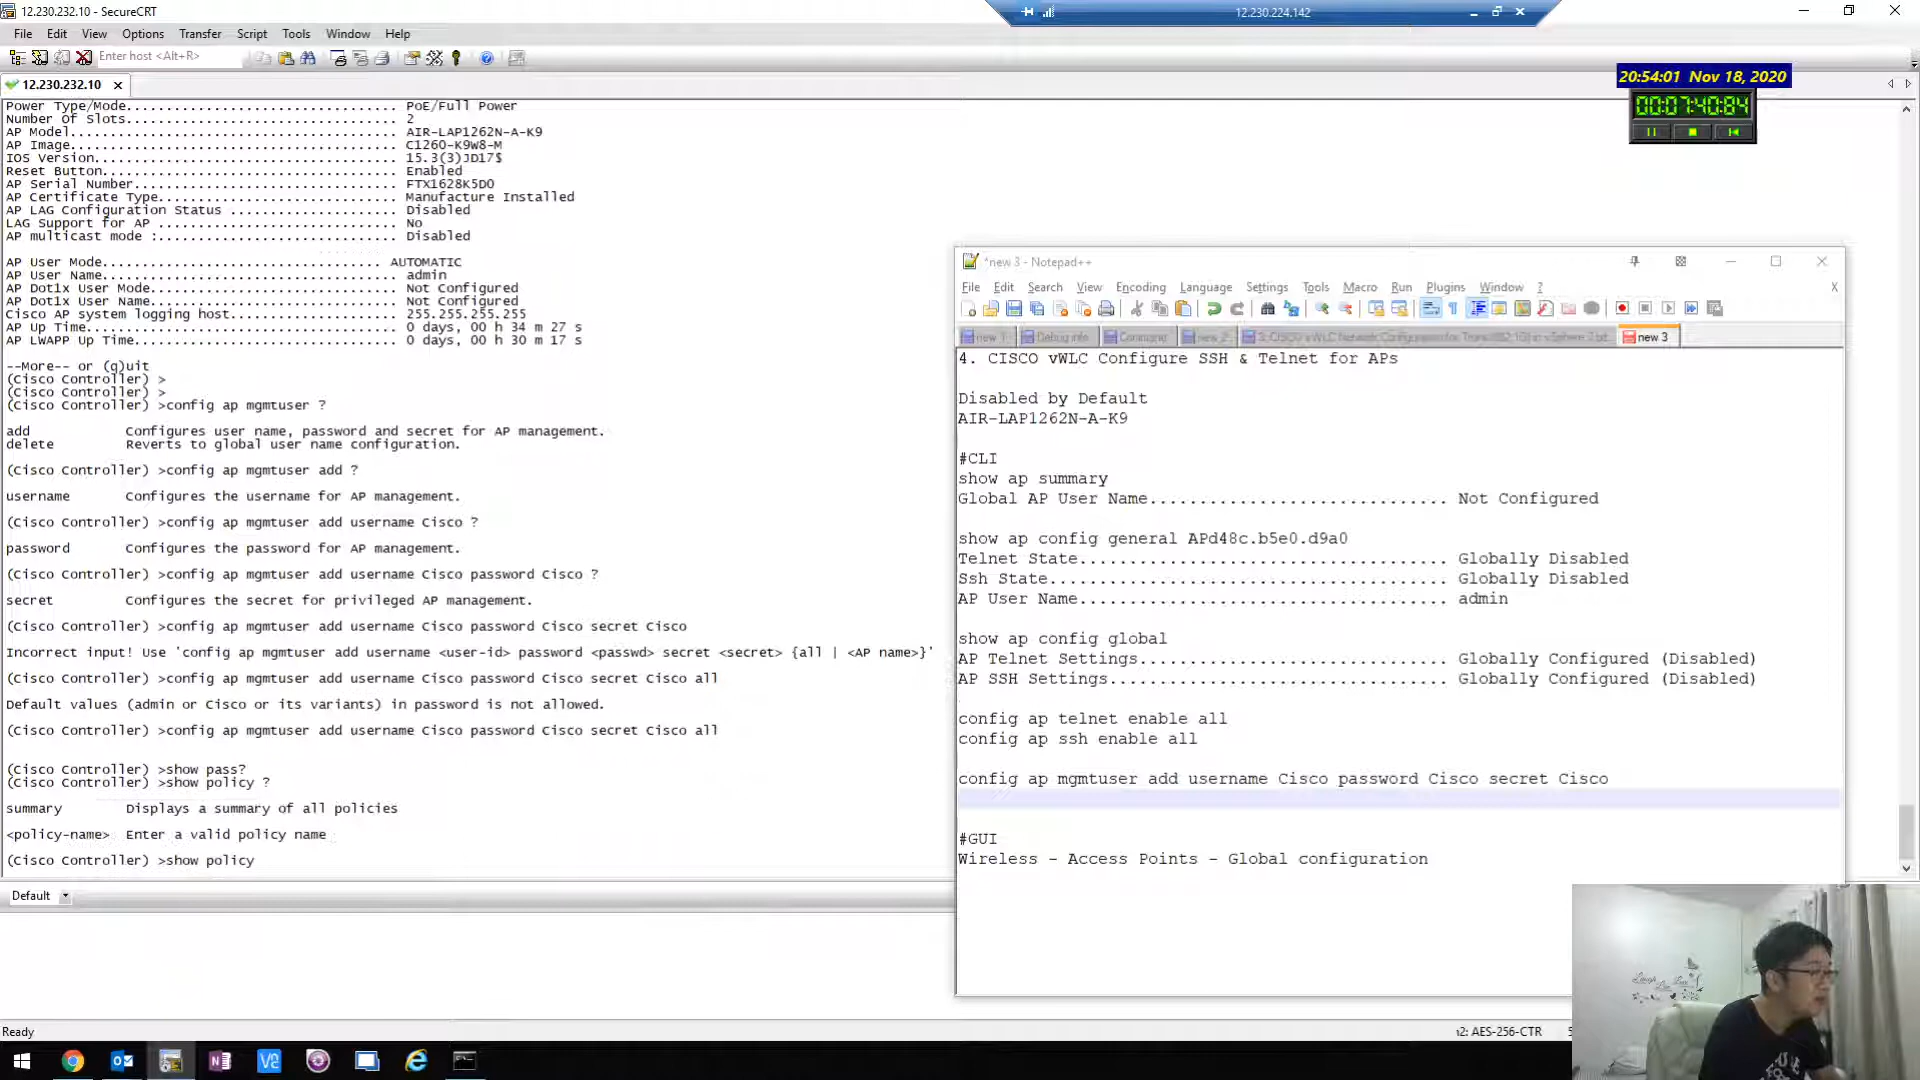 12.230.232.10 - SecureCRT
12.230.224.142
File Edit View Options Transfer Script Tools Window Help
Enter host <Alt+R>
12.230.232.10
20:54:01 Nov 18, 2020
00:07:40:84
Power Type/Mode................................ PoE/Full Power
Number Of Slots.................................. 2
AP Model......................................... AIR-LAP1262N-A-K9
AP Image......................................... C1260-K9W8-M
IOS Version...................................... 15.3(3)JD17$
Reset Button..................................... Enabled
AP Serial Number................................. FTX1628K5DO
AP Certificate Type.............................. Manufacture Installed
AP LAG Configuration Status ..................... Disabled
LAG Support for AP .............................. No
AP multicast mode :.............................. Disabled
AP User Mode................................... AUTOMATIC
AP User Name..................................... admin
AP Dot1x User Mode............................... Not Configured
AP Dot1x User Name............................... Not Configured
Cisco AP system logging host..................... 255.255.255.255
AP Up Time....................................... 0 days, 00 h 34 m 27 s
AP LWAPP Up Time................................. 0 days, 00 h 30 m 17 s
--More-- or (q)uit
(Cisco Controller) >
(Cisco Controller) >
(Cisco Controller) >config ap mgmtuser ?
add Configures user name, password and secret for AP management.
delete Reverts to global user name configuration.
(Cisco Controller) >config ap mgmtuser add ?
username Configures the username for AP management.
(Cisco Controller) >config ap mgmtuser add username Cisco ?
password Configures the password for AP management.
(Cisco Controller) >config ap mgmtuser add username Cisco password Cisco ?
secret Configures the secret for privileged AP management.
(Cisco Controller) >config ap mgmtuser add username Cisco password Cisco secret Cisco
Incorrect input! Use 'config ap mgmtuser add username <user-id> password <passwd> secret <secret> {all | <AP name>}'
(Cisco Controller) >config ap mgmtuser add username Cisco password Cisco secret Cisco all
Default values (admin or Cisco or its variants) in password is not allowed.
(Cisco Controller) >config ap mgmtuser add username Cisco password Cisco secret Cisco all
(Cisco Controller) >show pass?
(Cisco Controller) >show policy ?
summary Displays a summary of all policies
<policy-name> Enter a valid policy name
(Cisco Controller) >show policy
Default
Ready
AES-256-CTR
*new 3 - Notepad++
File Edit Search View Encoding Language Settings Tools Macro Run Plugins Window ? X
new 3
4. CISCO vWLC Configure SSH & Telnet for APs
Disabled by Default
AIR-LAP1262N-A-K9
#CLI
show ap summary
Global AP User Name.............................. Not Configured
show ap config general APd48c.b5e0.d9a0
Telnet State..................................... Globally Disabled
Ssh State........................................ Globally Disabled
AP User Name..................................... admin
show ap config global
AP Telnet Settings............................... Globally Configured (Disabled)
AP SSH Settings.................................. Globally Configured (Disabled)
config ap telnet enable all
config ap ssh enable all
config ap mgmtuser add username Cisco password Cisco secret Cisco
#GUI
Wireless - Access Points - Global configuration